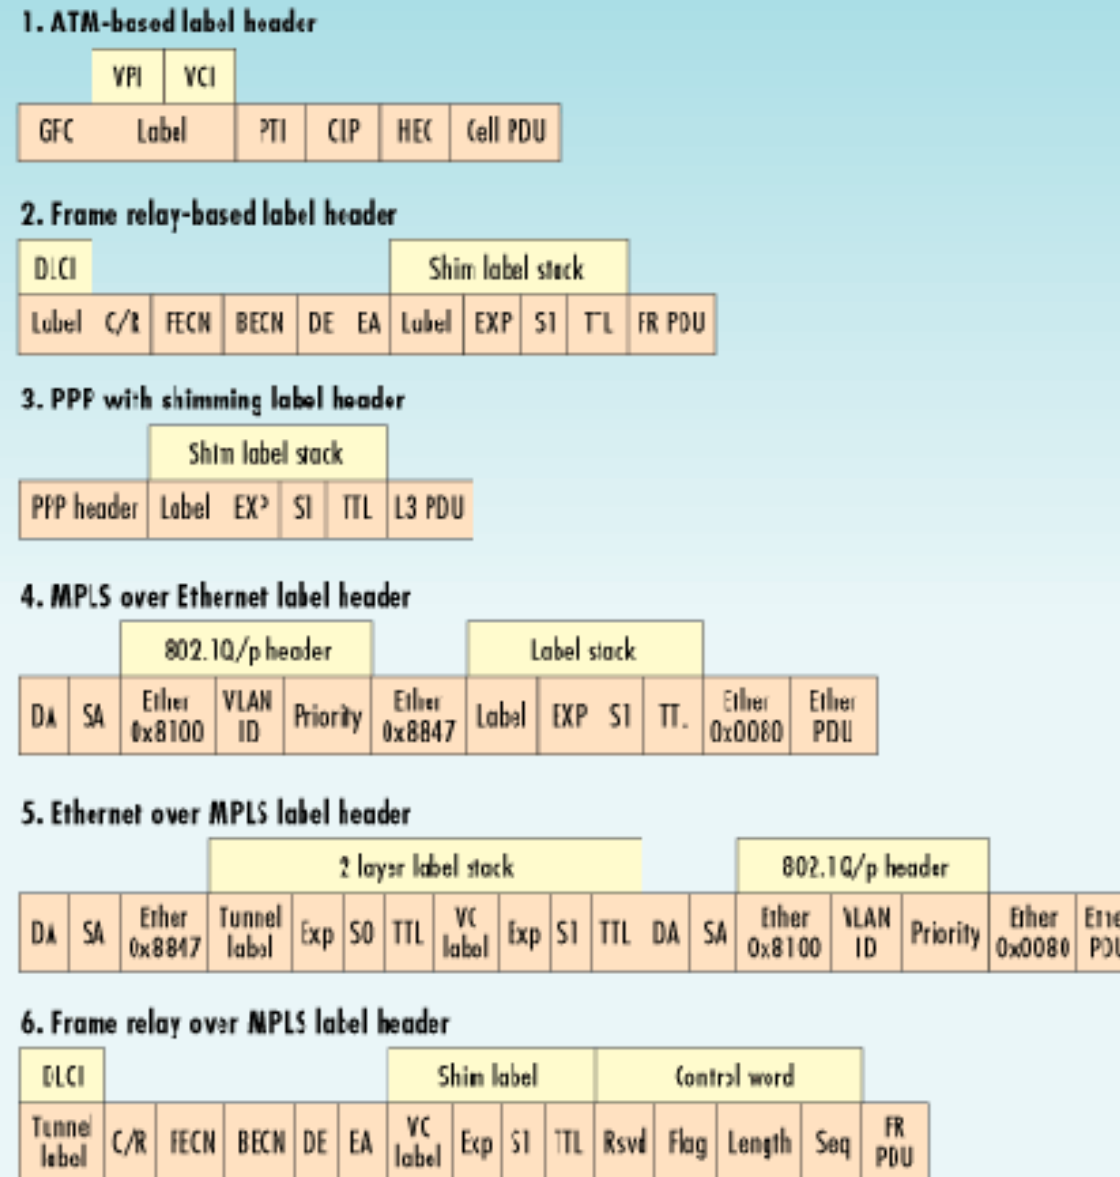 1. ATM-based label header
VPI VCI
GFC Label PTI CLP HEC Cell PDU
2. Frame relay-based label header
DLCI Shim label stack
Label C/R FECN BECN DE EA Label EXP S1 TTL FR PDU
3. PPP with shimming label header
Shim label stack
PPP header Label EXP S1 TTL L3 PDU
4. MPLS over Ethernet label header
802.1Q/p header Label stack
DA SA Ether 0x8100 VLAN ID Priority Ether 0x8847 Label EXP S1 TTL Ether 0x0080 Ether PDU
5. Ethernet over MPLS label header
2 layer label stack 802.1Q/p header
DA SA Ether 0x8847 Tunnel label Exp S0 TTL VC label Exp S1 TTL DA SA Ether 0x8100 VLAN ID Priority Ether 0x0080
6. Frame relay over MPLS label header
DLCI Shim label Control word
Tunnel label C/R FECN BECN DE EA VC label Exp S1 TTL Rsvd Flag Length Seq FR PDU